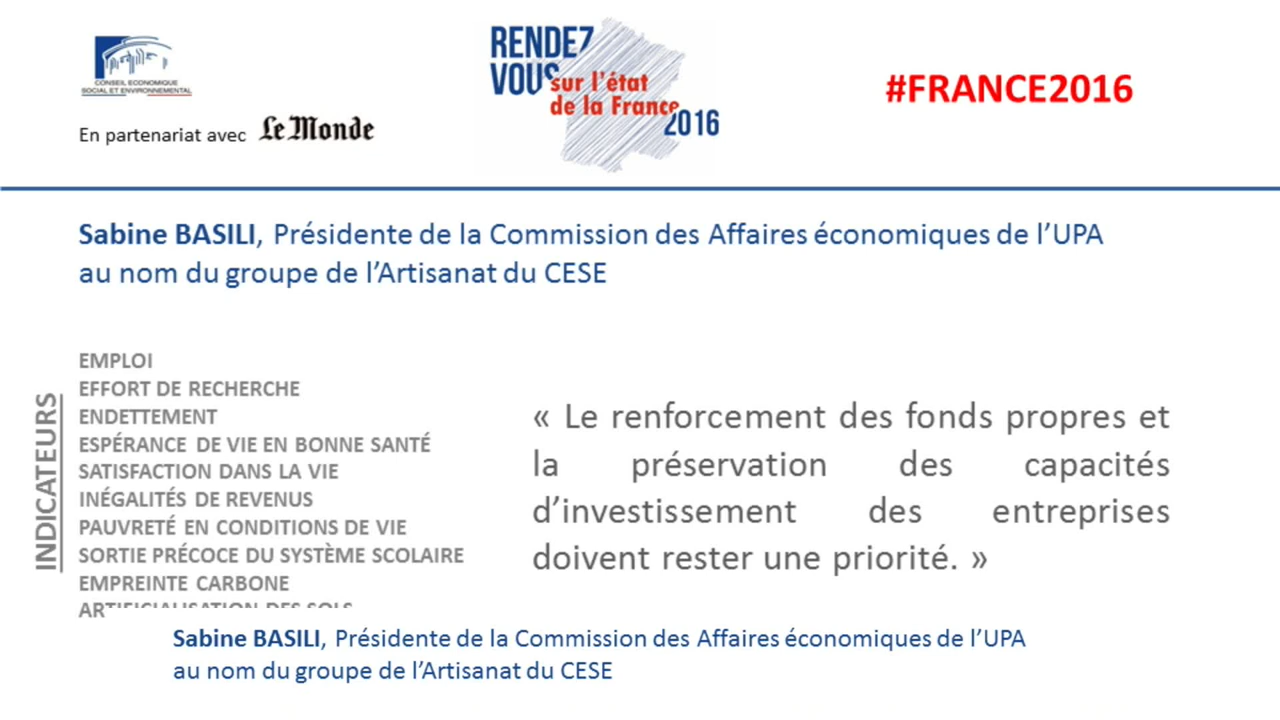 CONSEIL ECONOMIQUE
SOCIAL ET ENVIRONNEMENTAL
En partenariat avec Le Monde
RENDEZ
VOUS sur l'état
de la France
2016
#FRANCE2016
Sabine BASILI, Présidente de la Commission des Affaires économiques de l'UPA
au nom du groupe de l'Artisanat du CESE
INDICATEURS
EMPLOI
EFFORT DE RECHERCHE
ENDETTEMENT
ESPÉRANCE DE VIE EN BONNE SANTÉ
SATISFACTION DANS LA VIE
INÉGALITÉS DE REVENUS
PAUVRETÉ EN CONDITIONS DE VIE
SORTIE PRÉCOCE DU SYSTÈME SCOLAIRE
EMPREINTE CARBONE
ARTIFICIALISATION DES SOLS
« Le renforcement des fonds propres et
la préservation des capacités
d'investissement des entreprises
doivent rester une priorité. »
Sabine BASILI, Présidente de la Commission des Affaires économiques de l'UPA
au nom du groupe de l'Artisanat du CESE